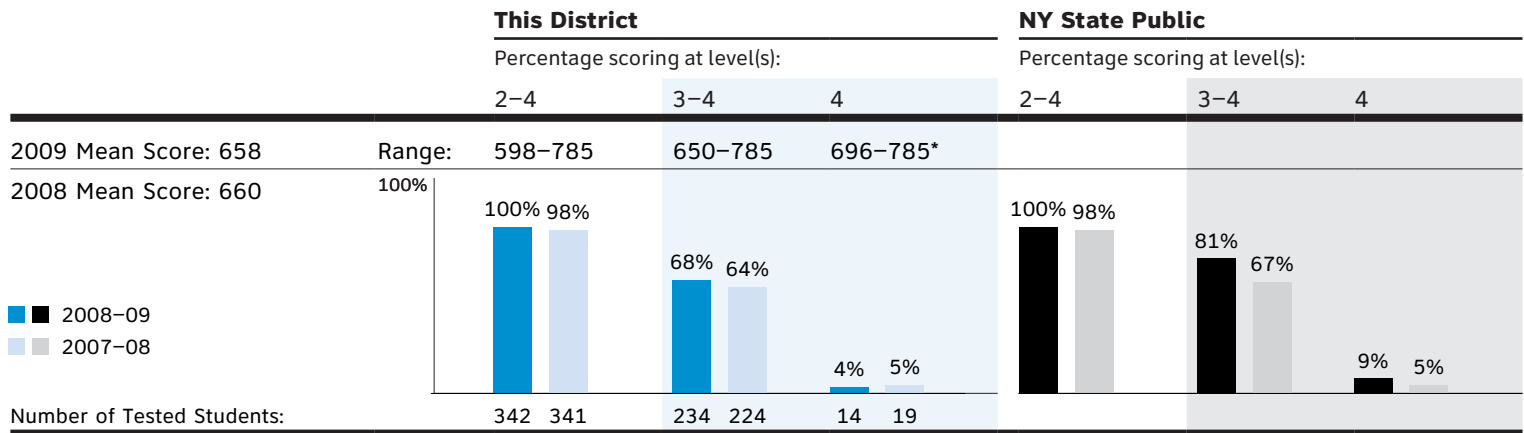 This District NY State Public
Percentage scoring at level(s): Percentage scoring at level(s):
2–4 3–4 4 2–4 3–4 4
2009 Mean Score: 658 Range: 598–785 650–785 696–785*
2008 Mean Score: 660 100%
100% 98% 68% 64% 4% 5% 100% 98% 81% 67% 9% 5%
2008–09
2007–08
Number of Tested Students: 342 341 234 224 14 19